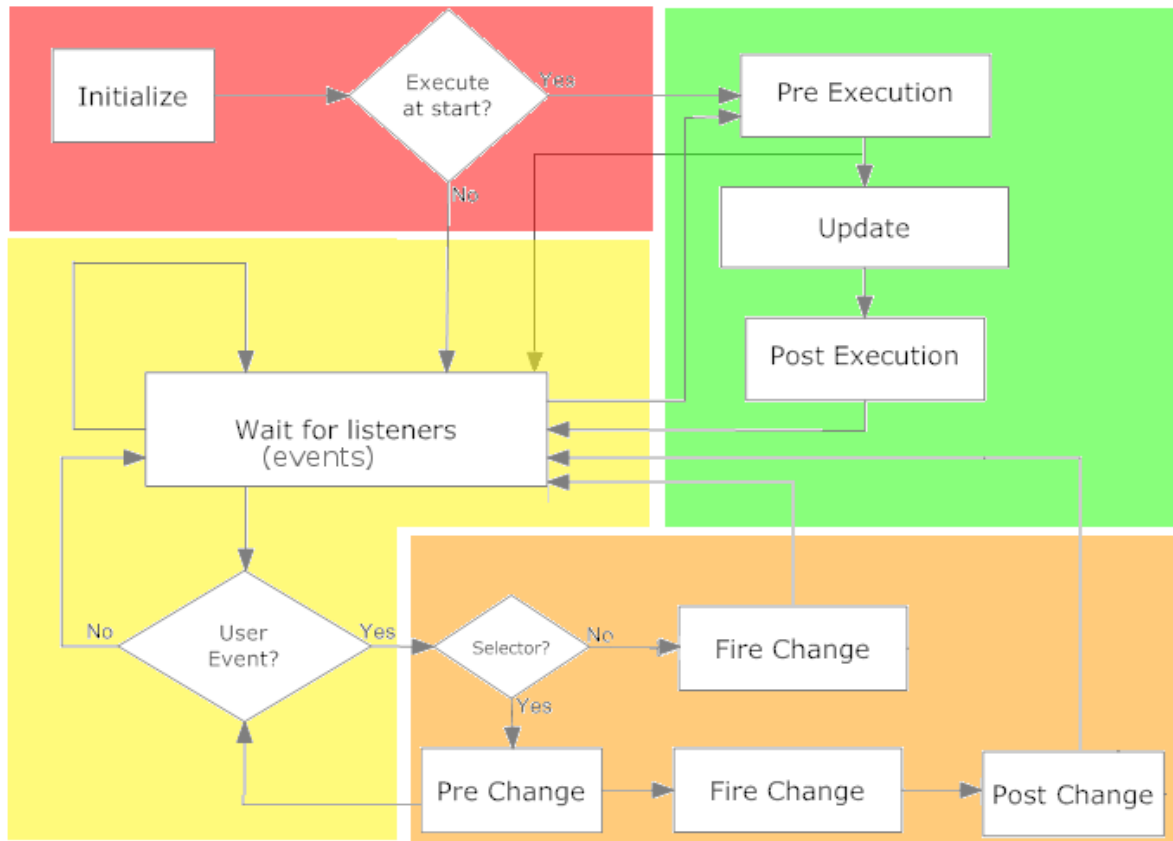 Initialize
Execute
at start?
Yes
No
Pre Execution
Update
Post Execution
Wait for listeners
(events)
User
Event?
No
Yes
Selector?
No
Yes
Fire Change
Pre Change
Fire Change
Post Change